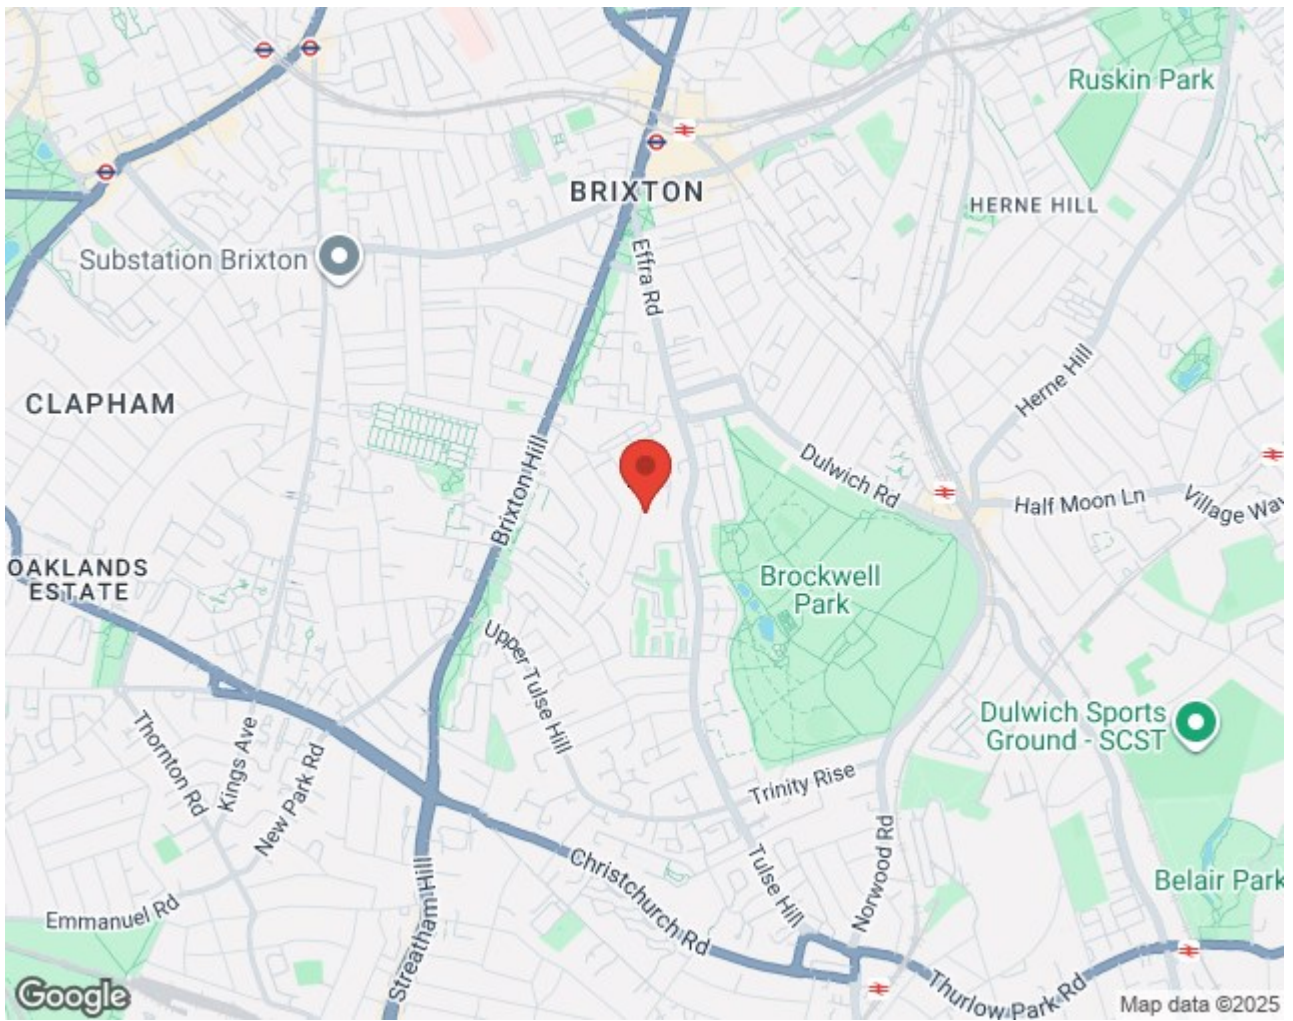 Ruskin Park
BRIXTON
HERNE HILL
Substation Brixton
Effra Rd
Herne Hill
CLAPHAM
Brixton Hill
Dulwich Rd
Half Moon Ln
Village Way
OAKLANDS
ESTATE
Brockwell
Park
Upper Tulse Hill
Dulwich Sports
Ground - SCST
Thornton Rd
Kings Ave
New Park Rd
Trinity Rise
Tulse Hill
Norwood Rd
Christchurch Rd
Streatham Hill
Belair Park
Emmanuel Rd
Thurlow Park Rd
Google
Map data ©2025